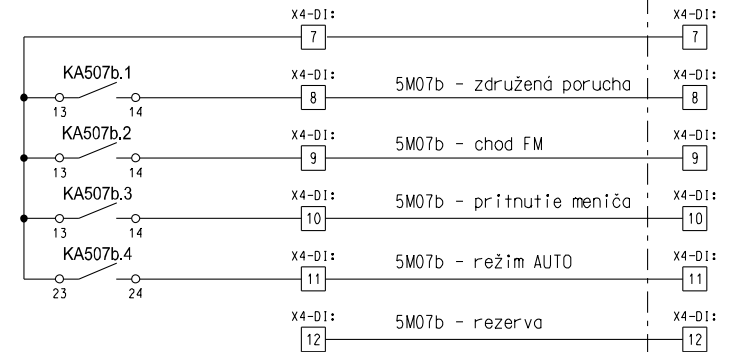 X4-DI: X4-DI:
7 7
KA507b.1 X4-DI: 5M07b - združená porucha X4-DI:
13 14 8 8
KA507b.2 X4-DI: 5M07b - chod FM X4-DI:
13 14 9 9
KA507b.3 X4-DI: 5M07b - pritnutie meniča X4-DI:
13 14 10 10
KA507b.4 X4-DI: 5M07b - režim AUTO X4-DI:
23 24 11 11
X4-DI: 5M07b - rezerva X4-DI:
12 12